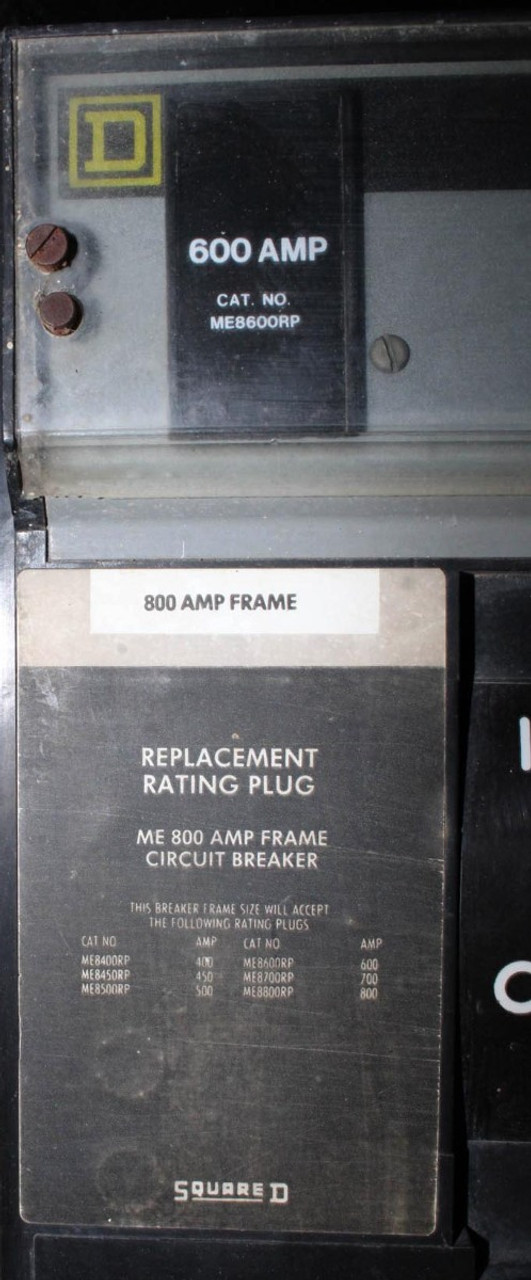 D
600 AMP
CAT. NO.
ME8600RP
800 AMP FRAME
REPLACEMENT
RATING PLUG
ME 800 AMP FRAME
CIRCUIT BREAKER
THIS BREAKER FRAME SIZE WILL ACCEPT
THE FOLLOWING RATING PLUGS
CAT NO AMP CAT NO. AMP
ME8400RP 400 ME8600RP 600
ME8450RP 450 ME8700RP 700
ME8500RP 500 ME8800RP 800
I
O
SQUARE D